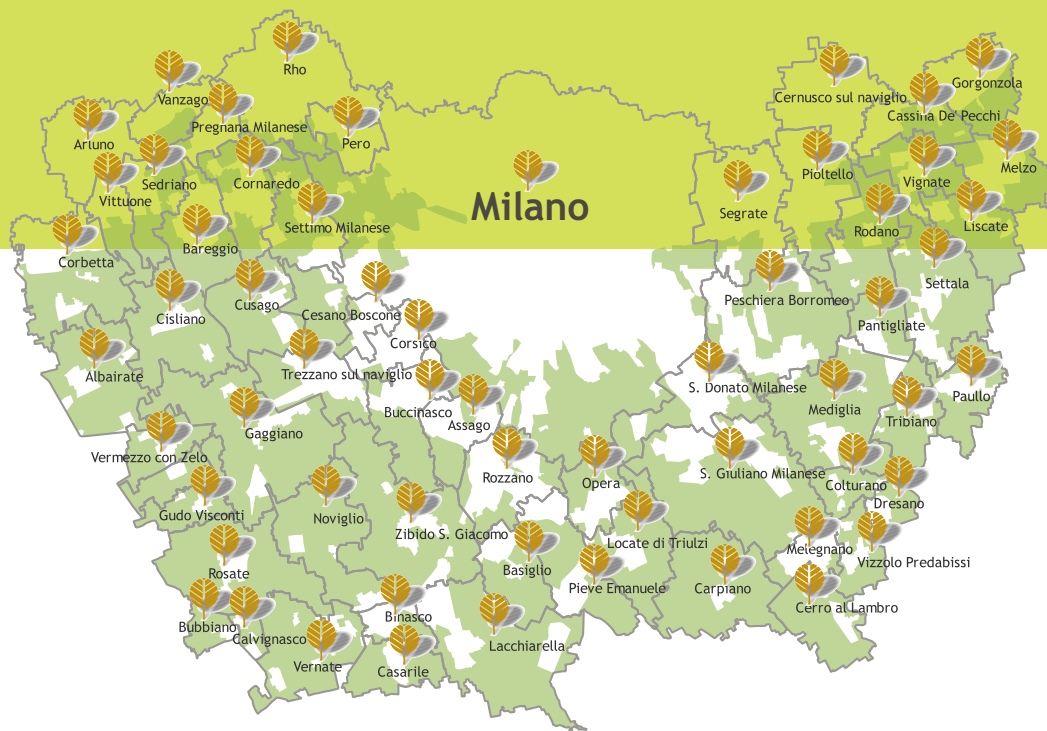 Rho
Gorgonzola
Vanzago
Cernusco sul naviglio
Cassina De' Pecchi
Pregnana Milanese
Arluno
Pero
Melzo
Pioltello
Vignate
Sedriano
Cornaredo
Vittuone
Milano
Segrate
Settimo Milanese
Liscate
Rodano
Bareggio
Corbetta
Settala
Peschiera Borromeo
Cusago
Cesano Boscone
Cisliano
Pantigliate
Corsico
Albairate
Trezzano sul naviglio
S. Donato Milanese
Paullo
Buccinasco
Mediglia
Assago
Tribiano
Gaggiano
Vermezzo con Zelo
Rozzano
S. Giuliano Milanese
Opera
Colturano
Dresano
Gudo Visconti
Noviglio
Zibido S. Giacomo
Locate di Triulzi
Melegnano
Vizzolo Predabissi
Rosate
Basiglio
Pieve Emanuele
Carpiano
Cerro al Lambro
Binasco
Bubbiano
Calvignasco
Lacchiarella
Vernate
Casarile